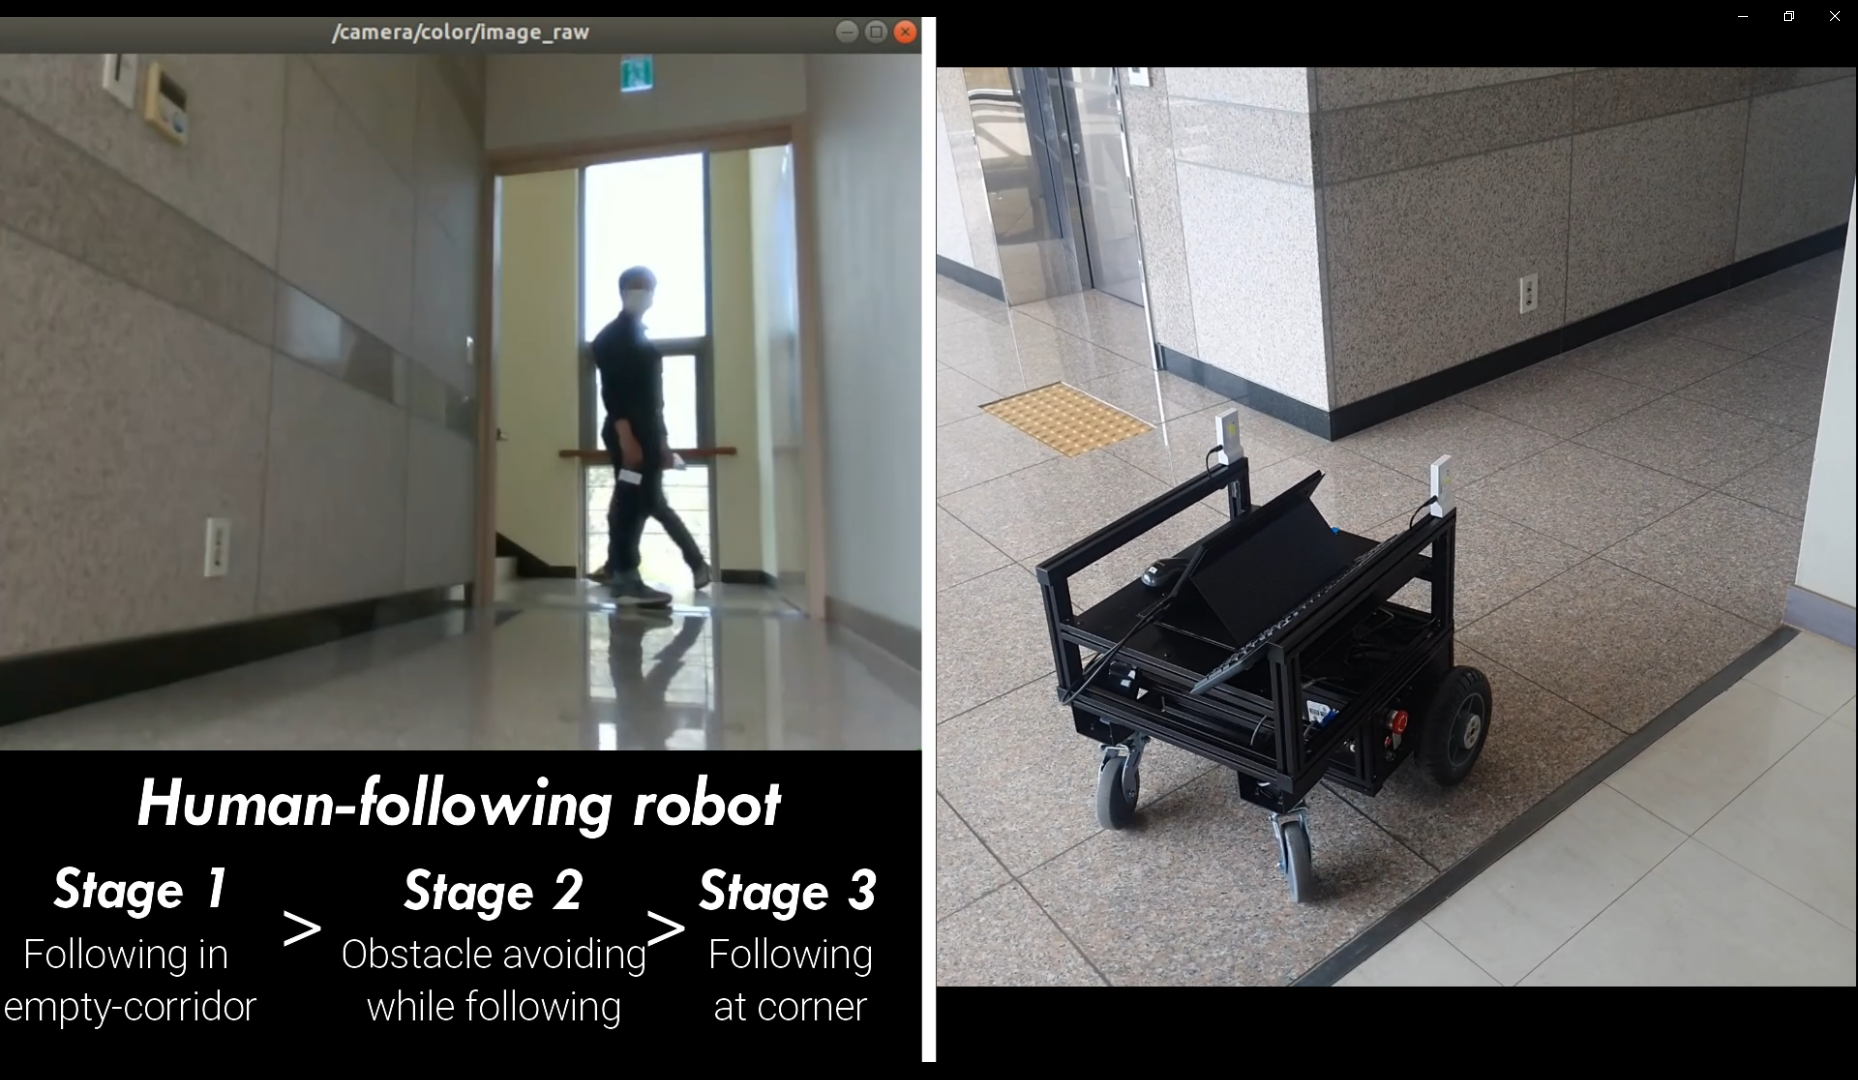 /camera/color/image_raw
Human-following robot
Stage 1
>
Stage 2
>
Stage 3
Following in
empty-corridor
Obstacle avoiding
while following
Following
at corner